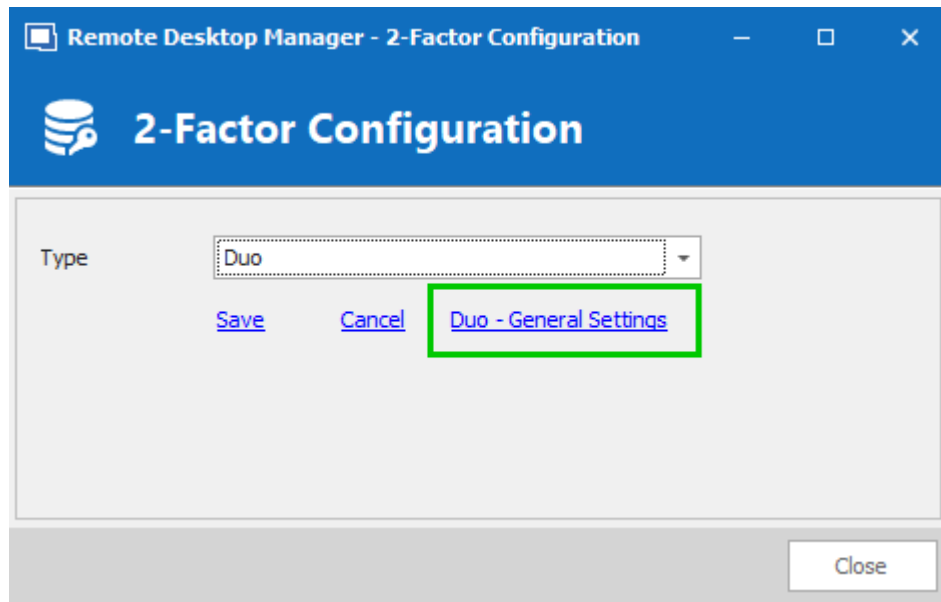 Remote Desktop Manager - 2-Factor Configuration
2-Factor Configuration
Type Duo
Save Cancel Duo - General Settings
Close